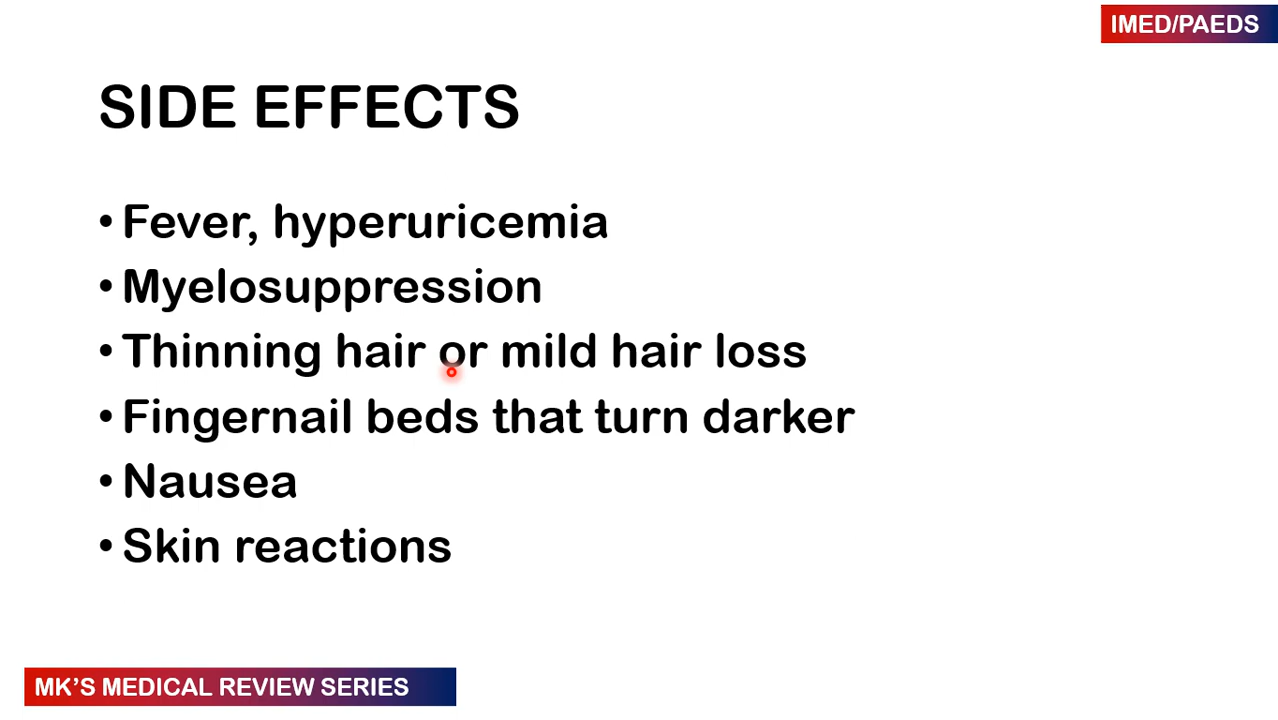 IMED/PAEDS
SIDE EFFECTS
• Fever, hyperuricemia
• Myelosuppression
• Thinning hair or mild hair loss
• Fingernail beds that turn darker
• Nausea
• Skin reactions
MK’S MEDICAL REVIEW SERIES